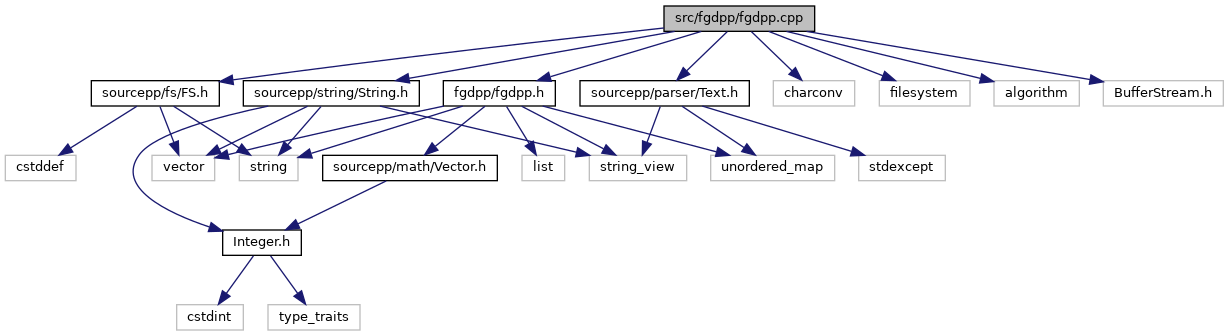 src/fgdpp/fgdpp.cpp
sourcepp/fs/FS.h
sourcepp/string/String.h
fgdpp/fgdpp.h
sourcepp/parser/Text.h
charconv
filesystem
algorithm
BufferStream.h
cstddef
vector
string
sourcepp/math/Vector.h
list
string_view
unordered_map
stdexcept
Integer.h
cstdint
type_traits